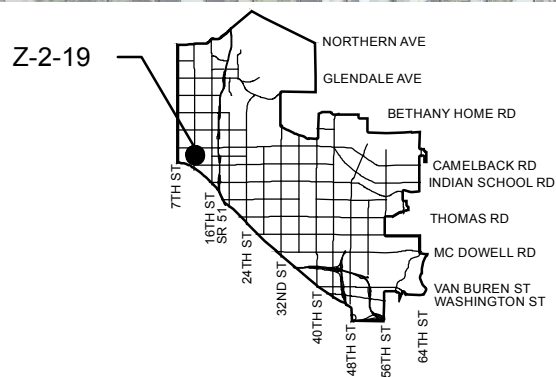 Z-2-19
NORTHERN AVE
GLENDALE AVE
BETHANY HOME RD
CAMELBACK RD
INDIAN SCHOOL RD
THOMAS RD
MC DOWELL RD
VAN BUREN ST
WASHINGTON ST
7TH ST
16TH ST
SR 51
24TH ST
32ND ST
40TH ST
48TH ST
56TH ST
64TH ST